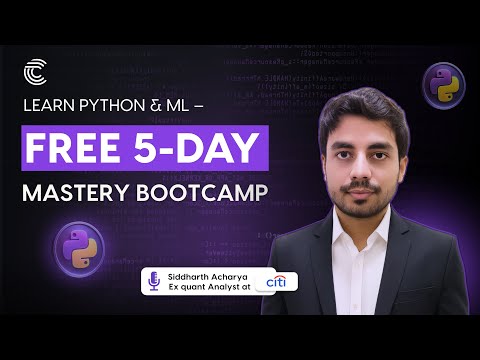 LEARN PYTHON & ML –
FREE 5-DAY
MASTERY BOOTCAMP
Siddharth Acharya
Ex quant Analyst at
citi